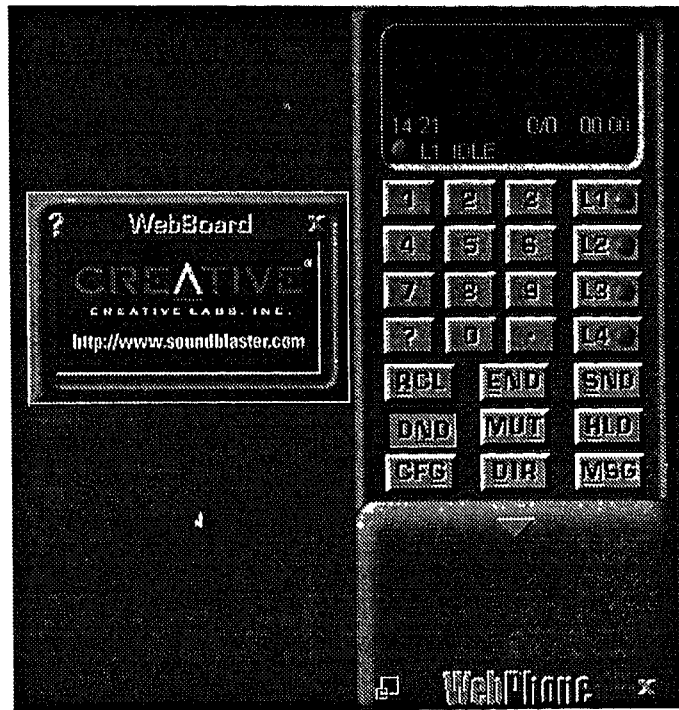 ? WebBoard X
CREATIVE®
CREATIVE LABS, INC.
http://www.soundblaster.com
14:21 0/0 00:00
L1 IDLE
1 2 3 L1
4 5 6 L2
7 8 9 L3
? 0 . L4
RCL END SND
DND MUT HLD
CFG DIR MSG
WebPhone X